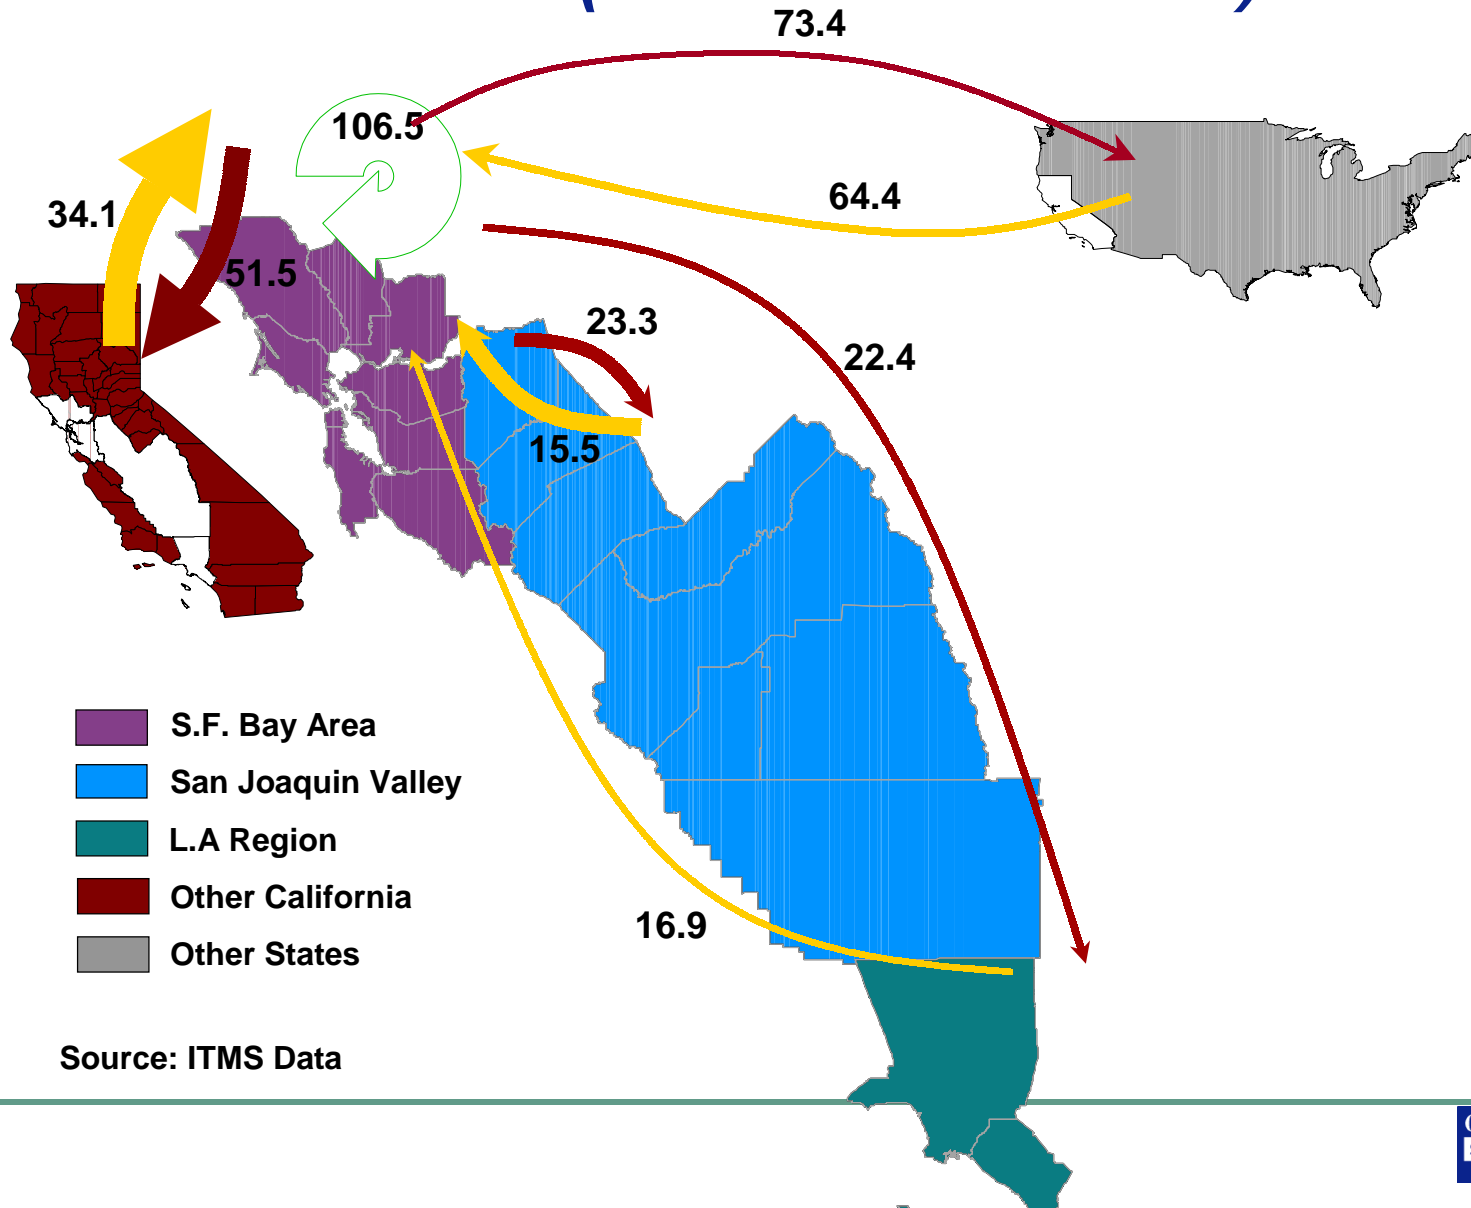 73.4
106.5
64.4
34.1
51.5
23.3
22.4
15.5
S.F. Bay Area
San Joaquin Valley
L.A Region
16.9
Other California
Other States
Source: ITMS Data